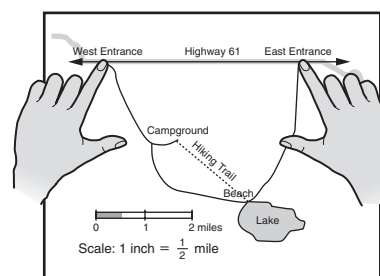 West Entrance Highway 61 East Entrance
Campground
Hiking Trail
Beach
Lake
0 1 2 miles
Scale: 1 inch = 1/2 mile